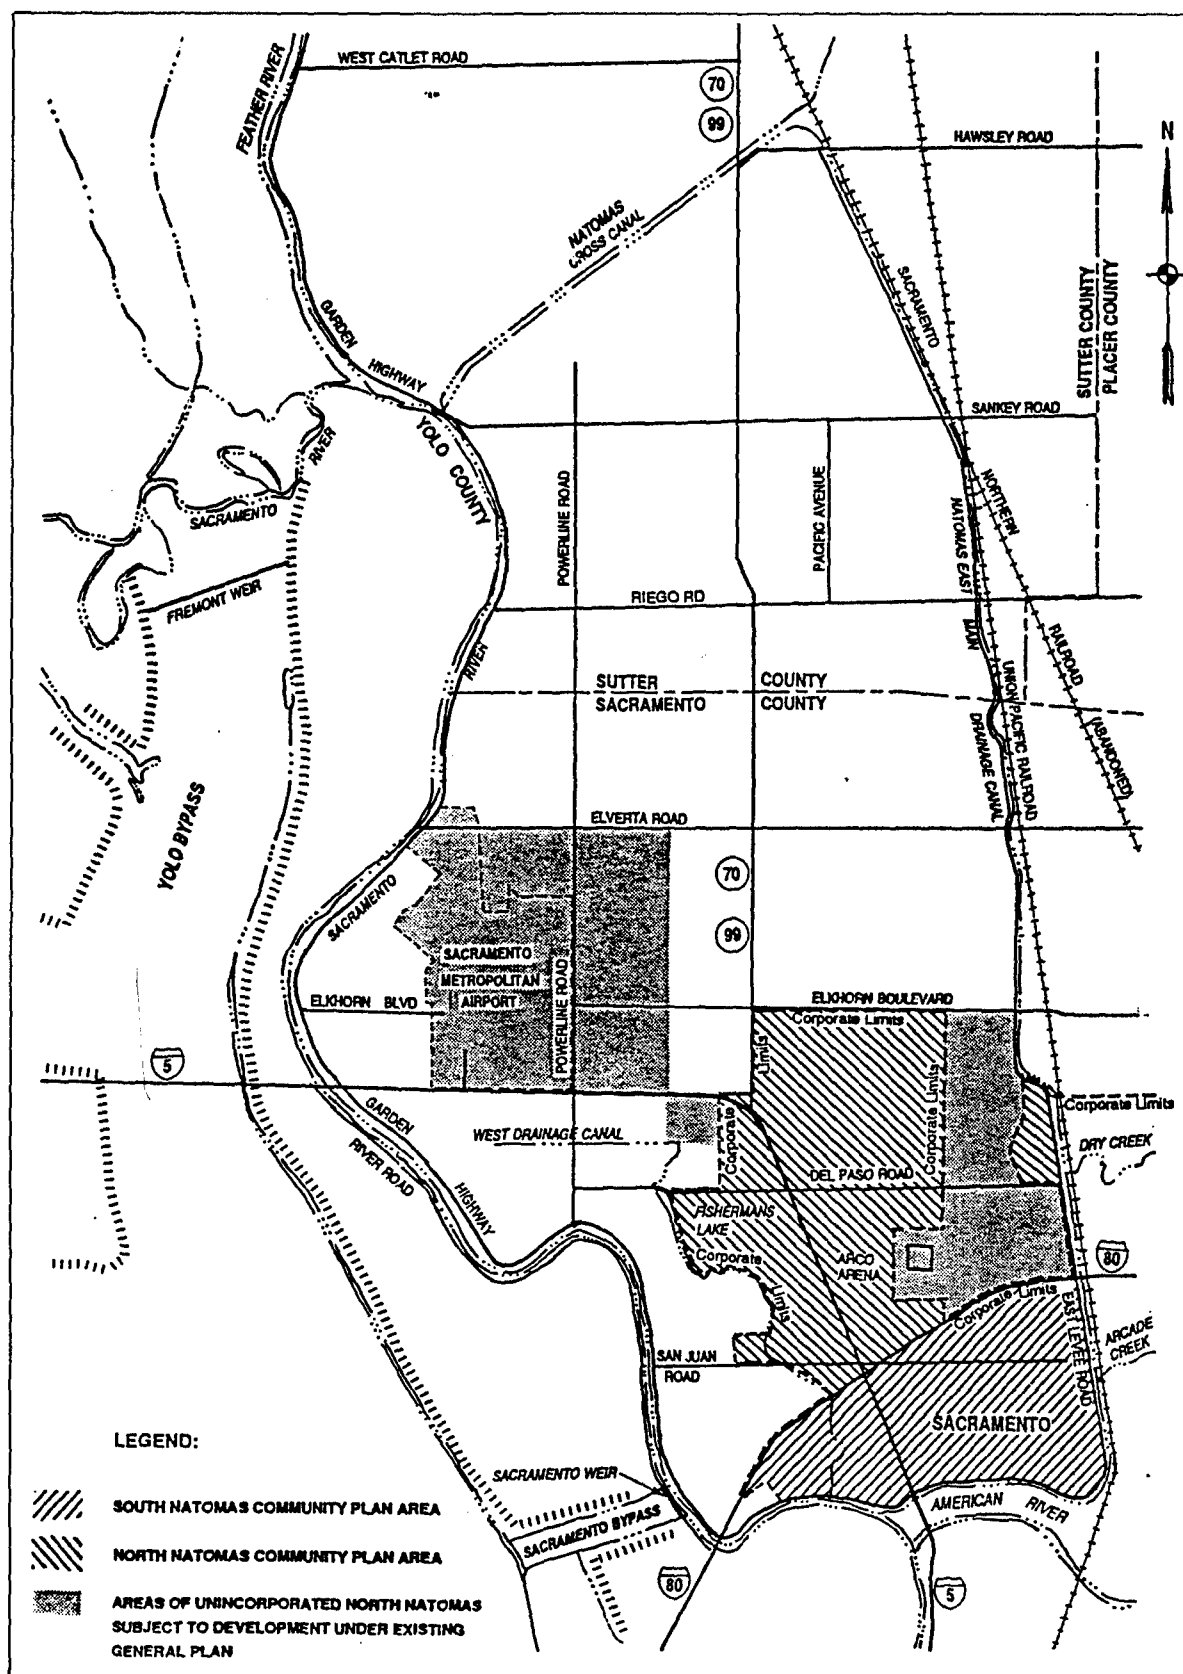 WEST CATLET ROAD
FEATHER RIVER
70
99
HAWSLEY ROAD
N
NATOMAS
CROSS CANAL
SACRAMENTO
SUTTER COUNTY
PLACER COUNTY
GARDEN
HIGHWAY
SANKEY ROAD
YOLO COUNTY
RIVER
SACRAMENTO
POWERLINE ROAD
PACIFIC AVENUE
NORTHERN
NATOMAS EAST
FREMONT WEIR
RIEGO RD
MAIN
RIVER
RAILROAD
UNION/PACIFIC RAILROAD
SUTTER COUNTY
SACRAMENTO COUNTY
DRAINAGE CANAL
(ABANDONED)
YOLO BYPASS
ELVERTA ROAD
70
SACRAMENTO
99
SACRAMENTO
METROPOLITAN
AIRPORT
POWERLINE ROAD
ELKHORN BLVD
ELKHORN BOULEVARD
Corporate Limits
Limits
Corporate Limits
5
Corporate
Corporate Limits
GARDEN
WEST DRAINAGE CANAL
DRY CREEK
RIVER ROAD
DEL PASO ROAD
HIGHWAY
FISHERMANS
LAKE
Corporate
Limits
ARCO
ARENA
80
Corporate Limits
EAST LEVEE ROAD
ARCADE
CREEK
SAN JUAN
ROAD
SACRAMENTO
LEGEND:
SACRAMENTO WEIR
AMERICAN RIVER
SOUTH NATOMAS COMMUNITY PLAN AREA
SACRAMENTO BYPASS
NORTH NATOMAS COMMUNITY PLAN AREA
80
5
AREAS OF UNINCORPORATED NORTH NATOMAS
SUBJECT TO DEVELOPMENT UNDER EXISTING
GENERAL PLAN